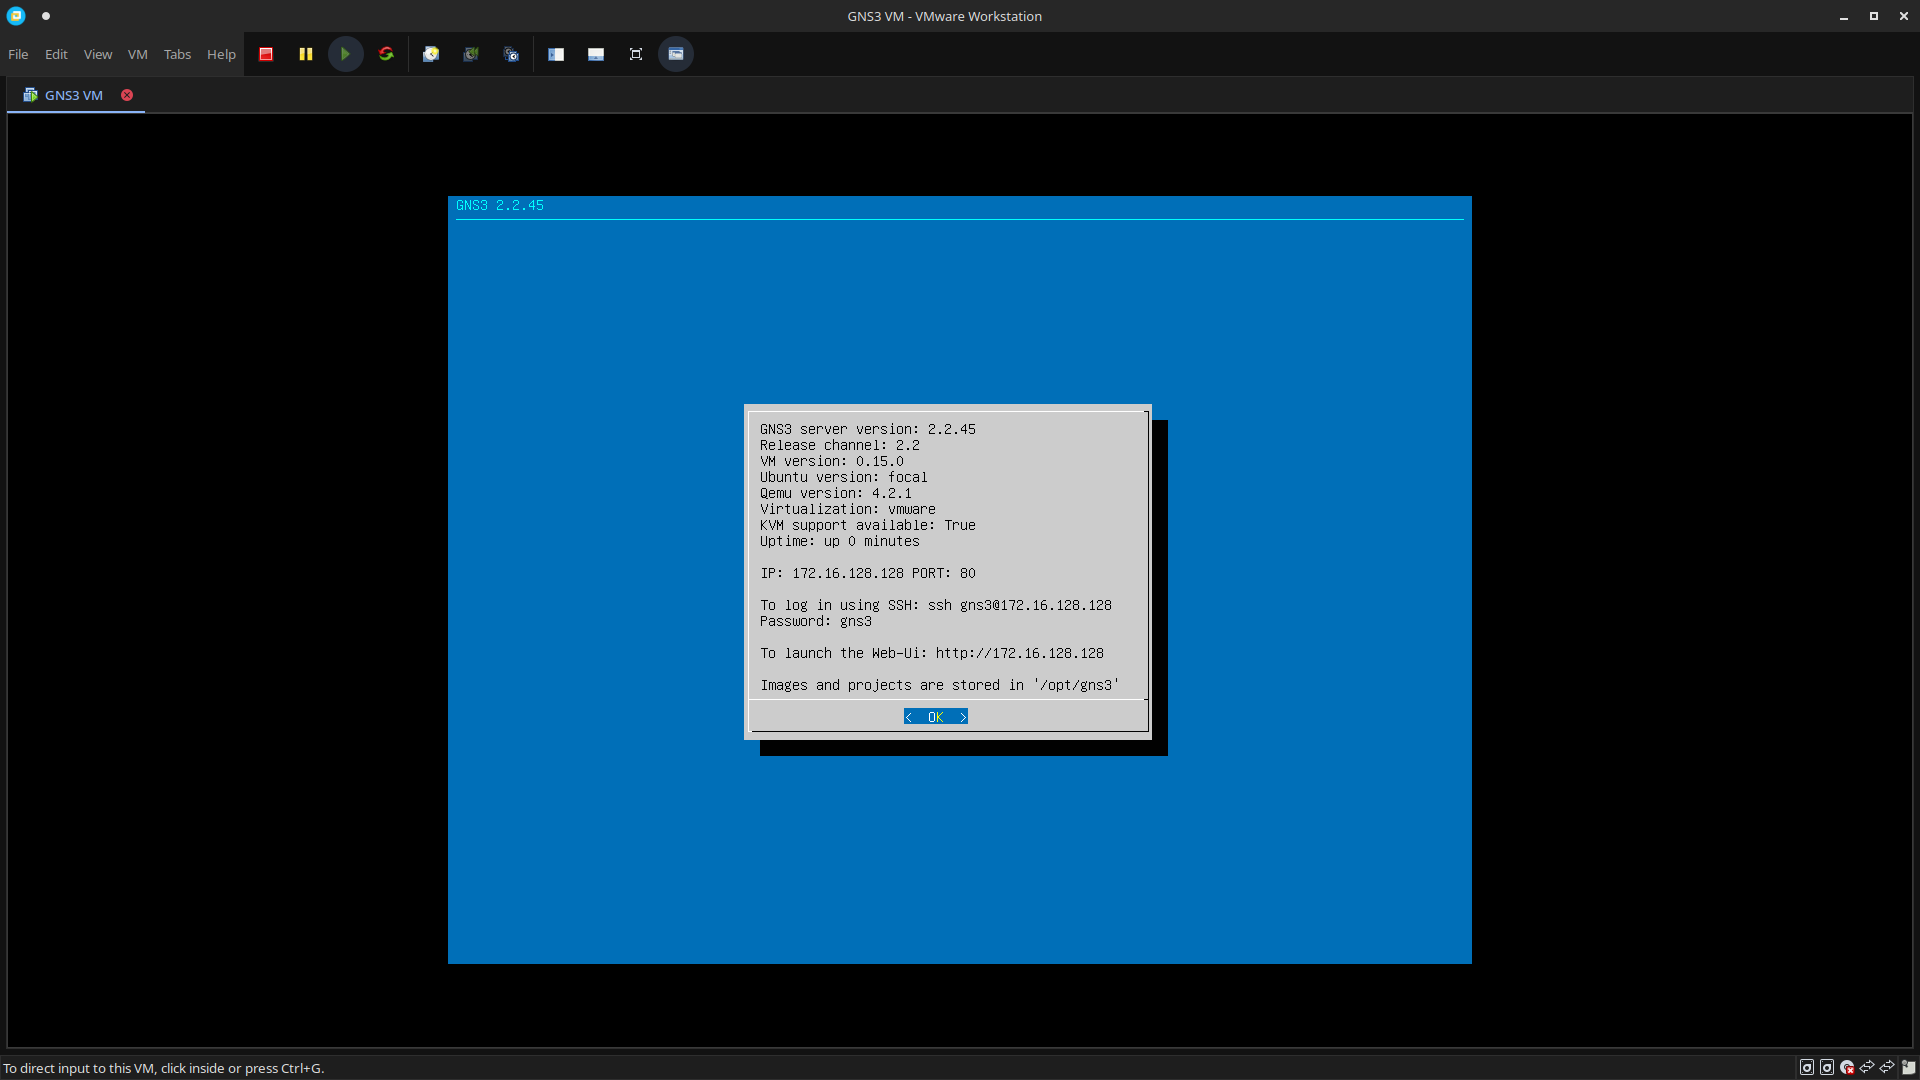 GNS3 VM - VMware Workstation
File Edit View VM Tabs Help
GNS3 VM
GNS3 2.2.45
GNS3 server version: 2.2.45
Release channel: 2.2
VM version: 0.15.0
Ubuntu version: focal
Qemu version: 4.2.1
Virtualization: vmware
KVM support available: True
Uptime: up 0 minutes
IP: 172.16.128.128 PORT: 80
To log in using SSH: ssh gns3@172.16.128.128
Password: gns3
To launch the Web-Ui: http://172.16.128.128
Images and projects are stored in '/opt/gns3'
< OK >
To direct input to this VM, click inside or press Ctrl+G.